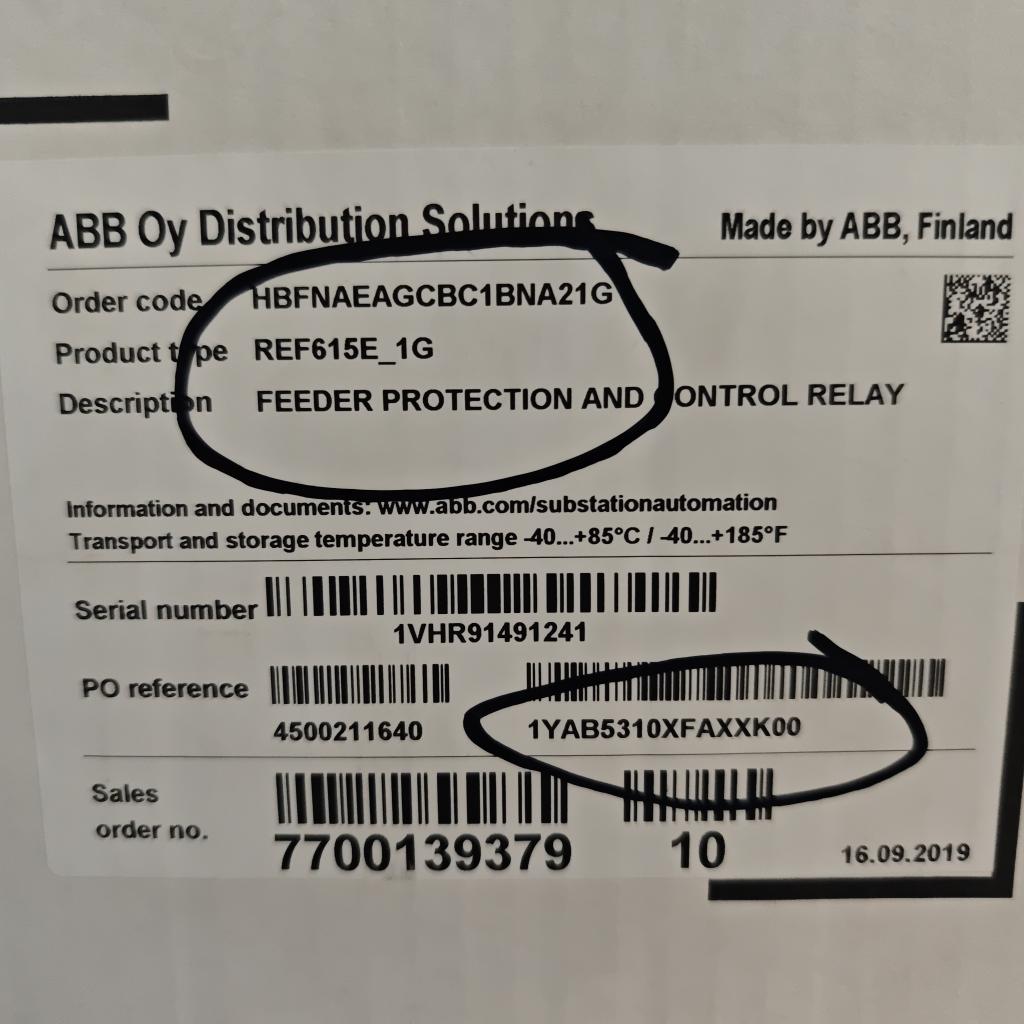 ABB Oy Distribution Solutions Made by ABB, Finland
Order code HBFNAEAGCBC1BNA21G
Product type REF615E_1G
Description FEEDER PROTECTION AND CONTROL RELAY
Information and documents: www.abb.com/substationautomation
Transport and storage temperature range -40...+85°C / -40...+185°F
Serial number
1VHR91491241
PO reference
4500211640 1YAB5310XFAXXK00
Sales
order no.
7700139379 10 16.09.2019